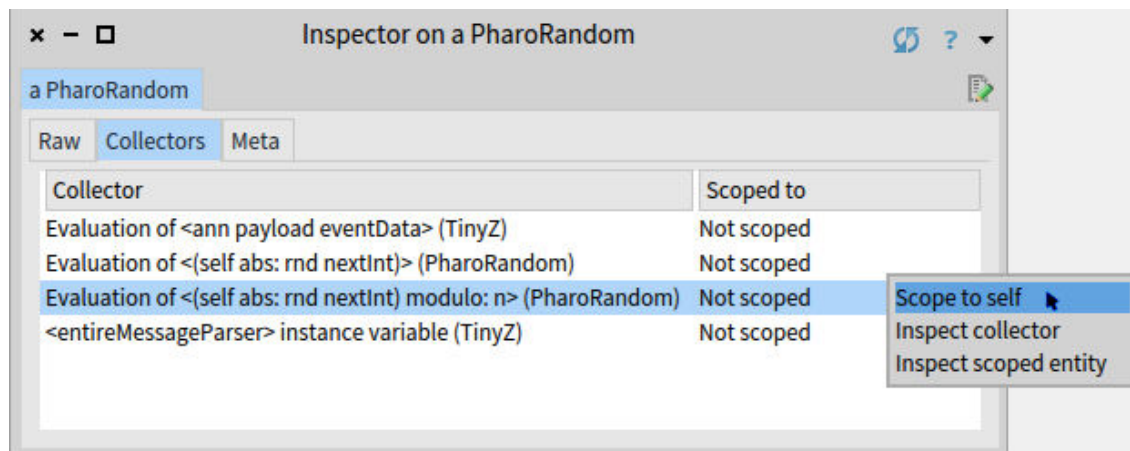 Inspector on a PharoRandom
?
a PharoRandom
Raw Collectors Meta
Collector Scoped to
Evaluation of <ann payload eventData> (TinyZ) Not scoped
Evaluation of <(self abs: rnd nextInt)> (PharoRandom) Not scoped
Evaluation of <(self abs: rnd nextInt) modulo: n> (PharoRandom) Not scoped
<entireMessageParser> instance variable (TinyZ) Not scoped
Scope to self
Inspect collector
Inspect scoped entity